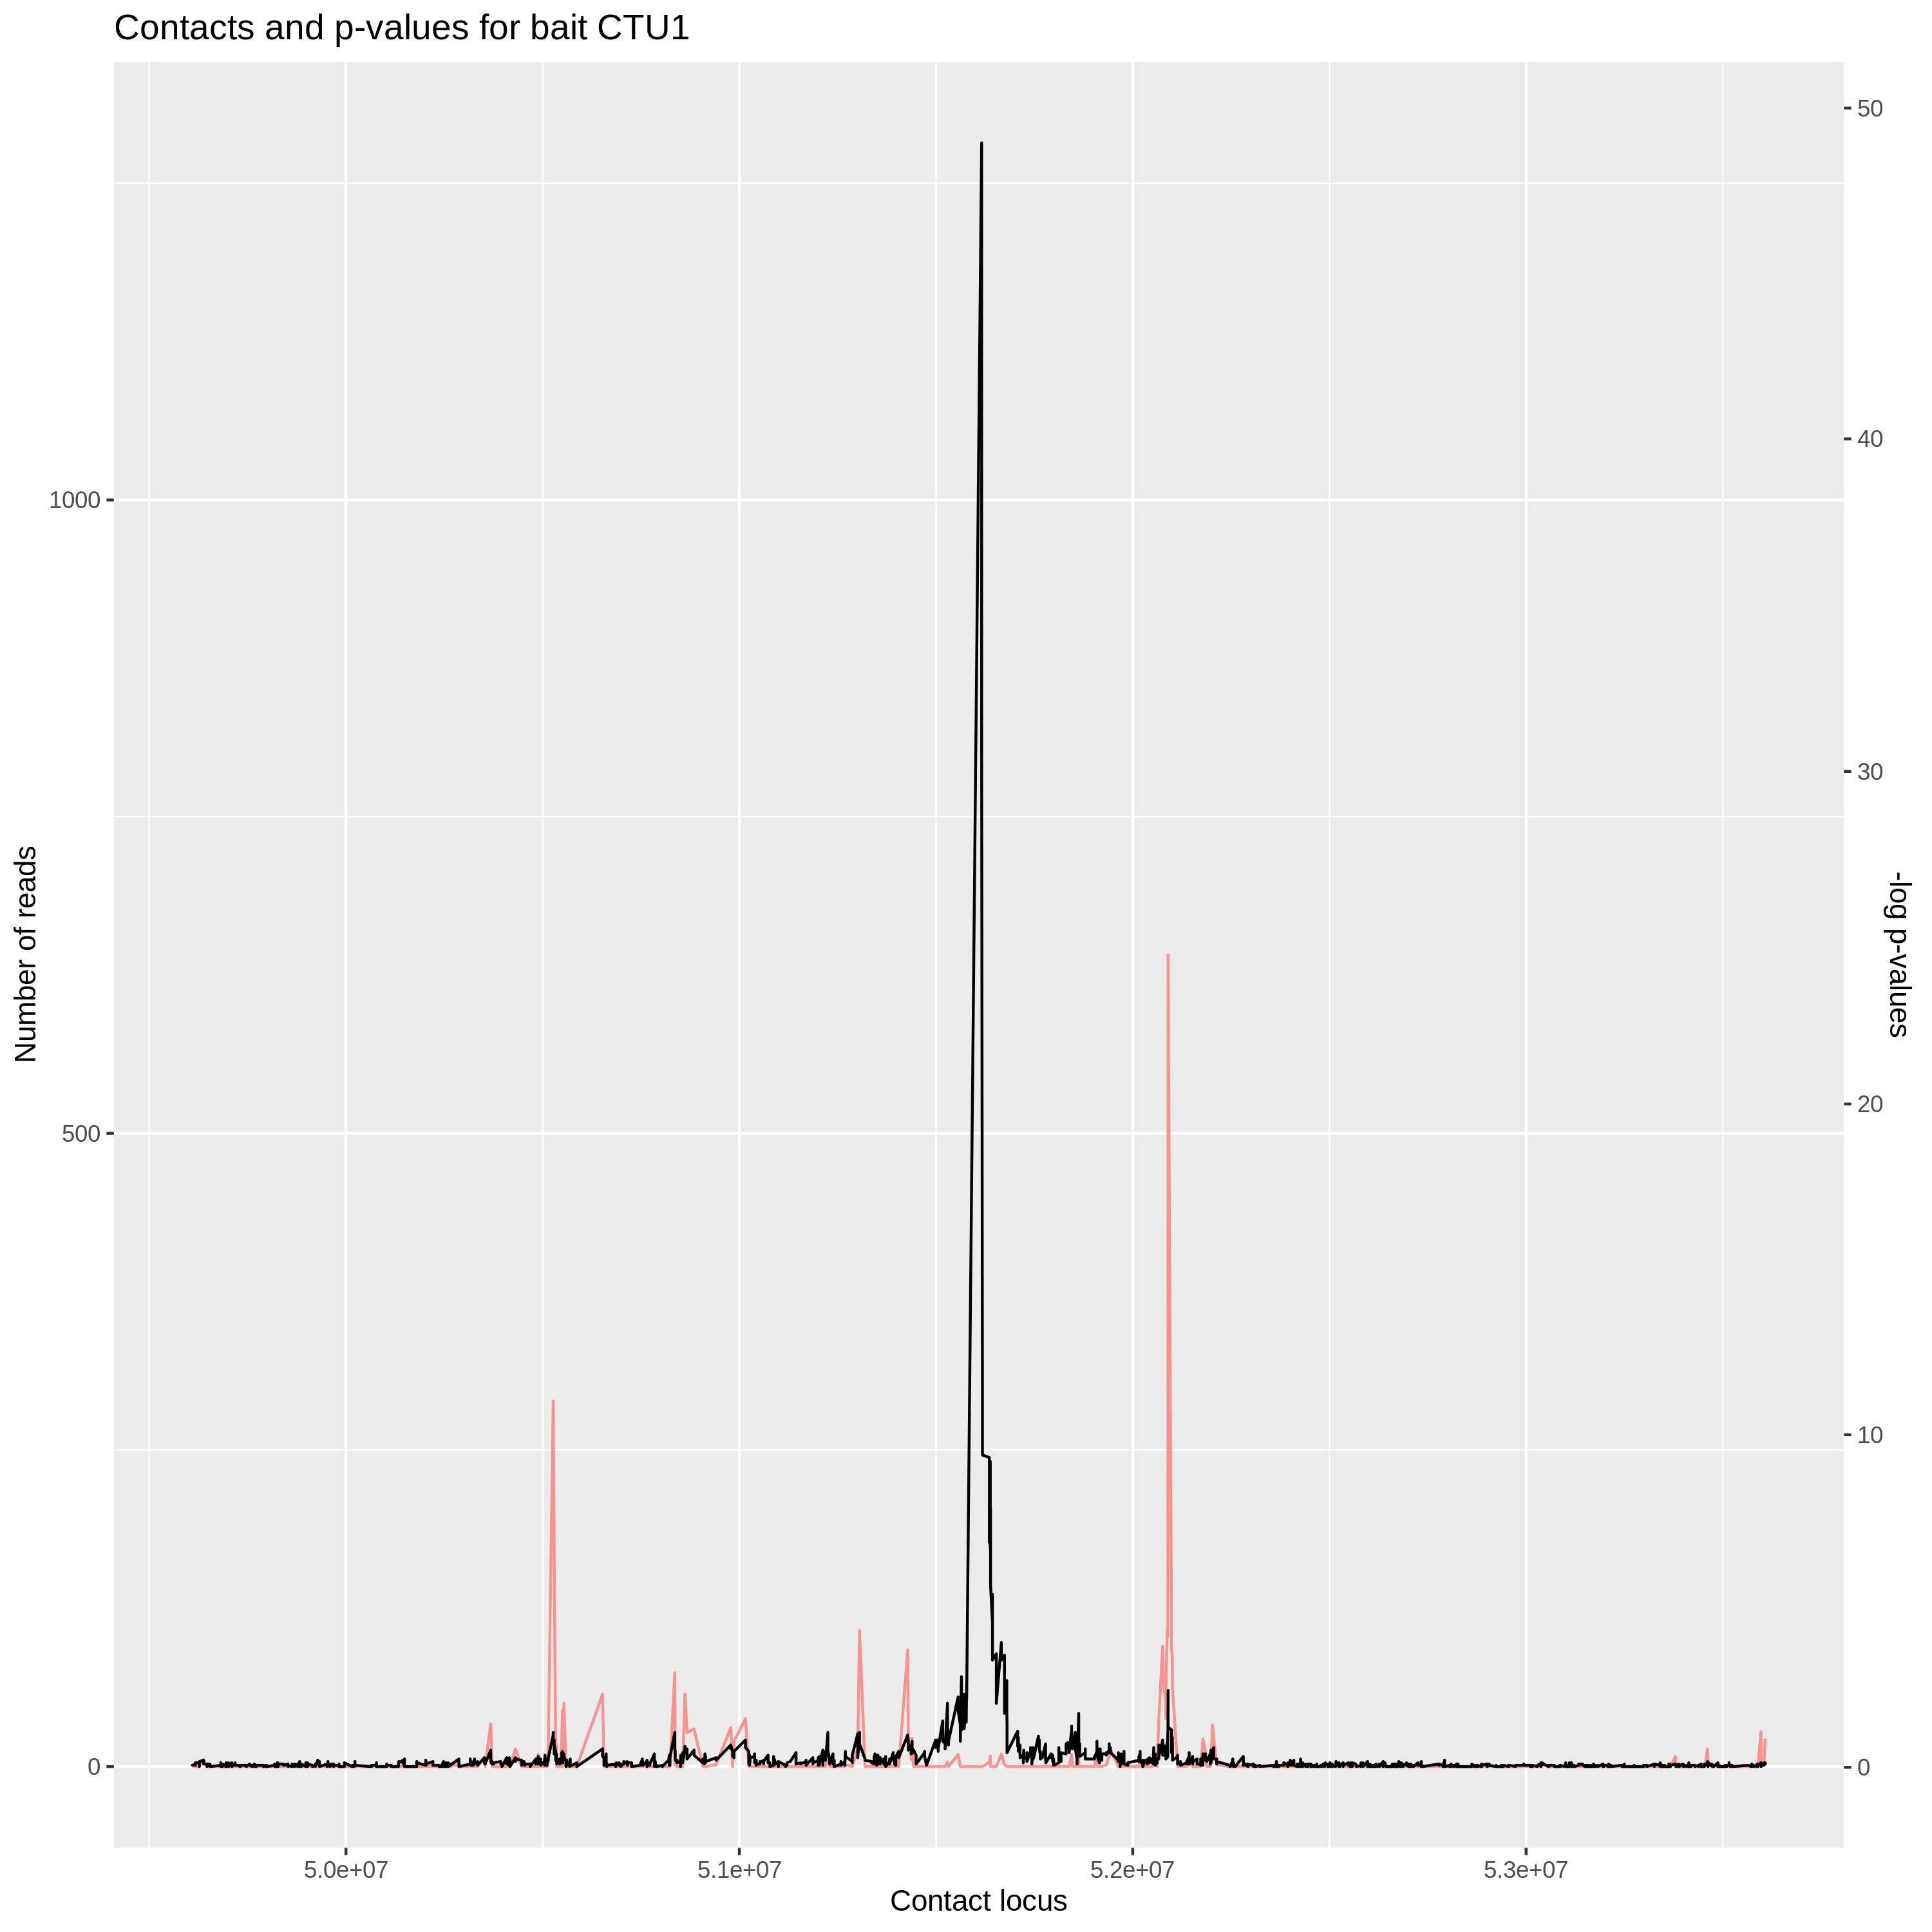 Contacts and p-values for bait CTU1
Number of reads
1000
500
0
50
40
30
20
10
0
-log p-values
5.0e+07
5.1e+07
5.2e+07
5.3e+07
Contact locus